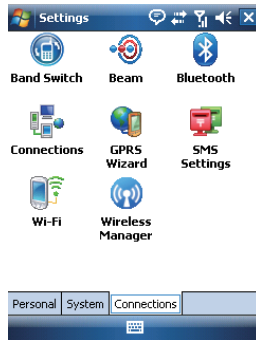 Settings
Band Switch Beam Bluetooth
Connections GPRS Wizard SMS Settings
Wi-Fi Wireless Manager
Personal System Connections